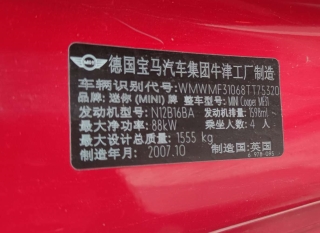 MINI
德国宝马汽车集团牛津工厂制造
车辆识别代号 WMWMF31068TT75320
品牌：迷你 (MINI) 牌 整车型号：MINI Cooper MF31
发动机型号：N12B16BA 发动机排量：1598mL
最大净功率：88kW 乘坐人数：4 人
最大设计总质量：1555 kg
制造年月：2007.10 制造国：英国